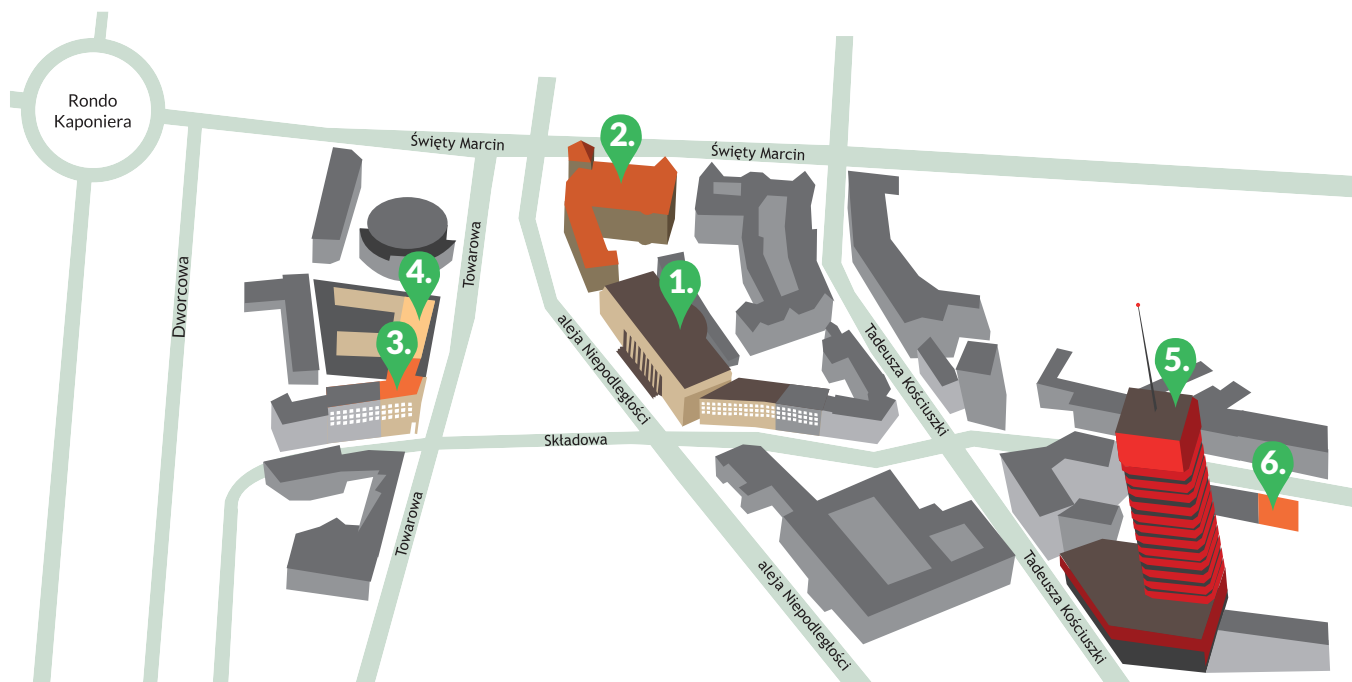 Rondo
Kaponiera
Święty Marcin
2.
Święty Marcin
Dworcowa
Towarowa
4.
1.
3.
aleja Niepodległości
Tadeusza Kościuszki
5.
Składowa
6.
Towarowa
aleja Niepodległości
Tadeusza Kościuszki